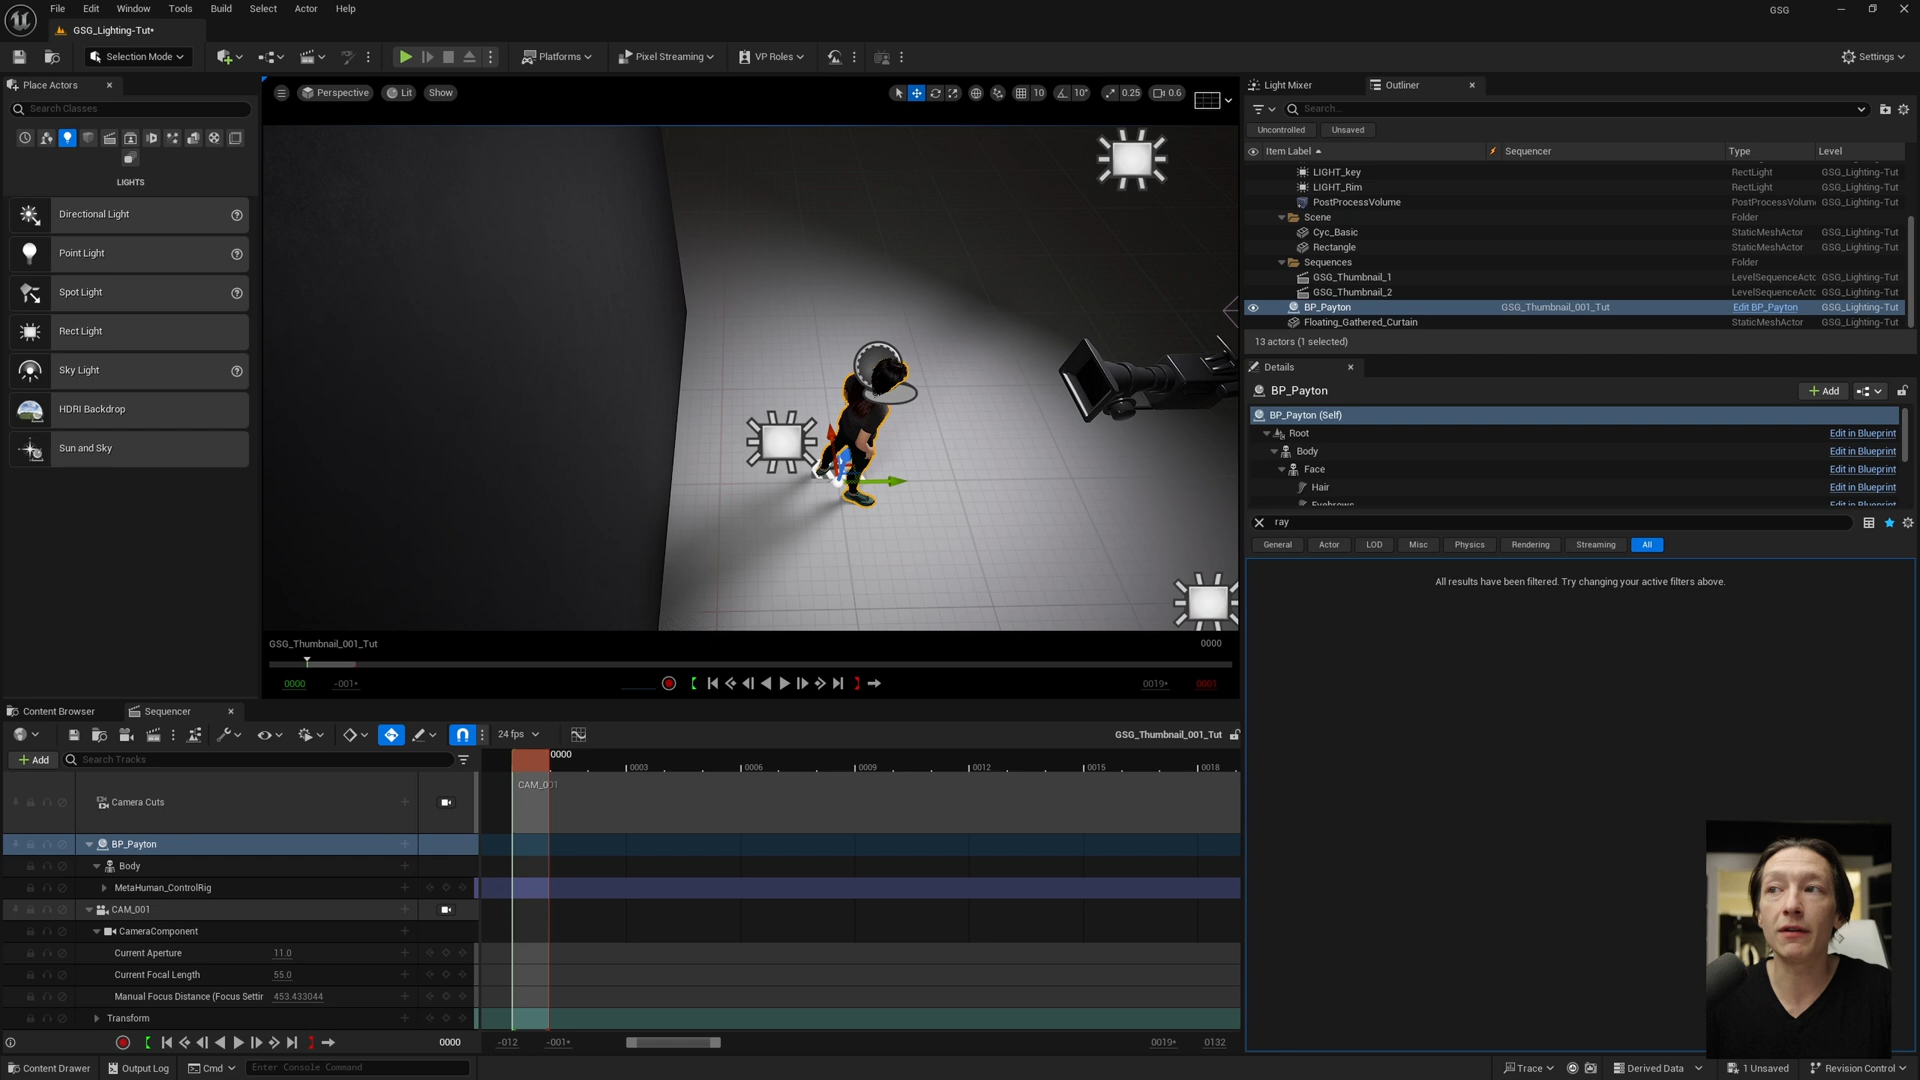 File Edit Window Tools Build Select Actor Help
GSG
GSG_Lighting-Tut•
Selection Mode
Platforms
Pixel Streaming
VP Roles
Settings
Place Actors
Search Classes
LIGHTS
Directional Light
Point Light
Spot Light
Rect Light
Sky Light
HDRI Backdrop
Sun and Sky
Perspective
Lit
Show
10
10°
0.25
0.6
GSG_Thumbnail_001_Tut
0000
0000
-001+
0019+
0001
Light Mixer
Outliner
Search...
Uncontrolled
Unsaved
Item Label
Sequencer
Type
Level
LIGHT_key RectLight GSG_Lighting-Tut
LIGHT_Rim RectLight GSG_Lighting-Tut
PostProcessVolume PostProcessVolum GSG_Lighting-Tut
Scene Folder
Cyc_Basic StaticMeshActor GSG_Lighting-Tut
Rectangle StaticMeshActor GSG_Lighting-Tut
Sequences Folder
GSG_Thumbnail_1 LevelSequenceActo GSG_Lighting-Tut
GSG_Thumbnail_2 LevelSequenceActo GSG_Lighting-Tut
BP_Payton GSG_Thumbnail_001_Tut Edit BP_Payton GSG_Lighting-Tut
Floating_Gathered_Curtain StaticMeshActor GSG_Lighting-Tut
13 actors (1 selected)
Details
BP_Payton
Add
BP_Payton (Self)
Root Edit in Blueprint
Body Edit in Blueprint
Face Edit in Blueprint
Hair Edit in Blueprint
Eyebrows Edit in Blueprint
ray
General Actor LOD Misc Physics Rendering Streaming All
All results have been filtered. Try changing your active filters above.
Content Browser
Sequencer
24 fps
GSG_Thumbnail_001_Tut
Add
Search Tracks
0000
0003 0006 0009 0012 0015 0018
CAM_001
Camera Cuts
BP_Payton
Body
MetaHuman_ControlRig
CAM_001
CameraComponent
Current Aperture 11.0
Current Focal Length 55.0
Manual Focus Distance (Focus Settir 453.433044
Transform
0000
-012
-001+
0019+
0132
Content Drawer
Output Log
Cmd
Enter Console Command
Trace
Derived Data
1 Unsaved
Revision Control